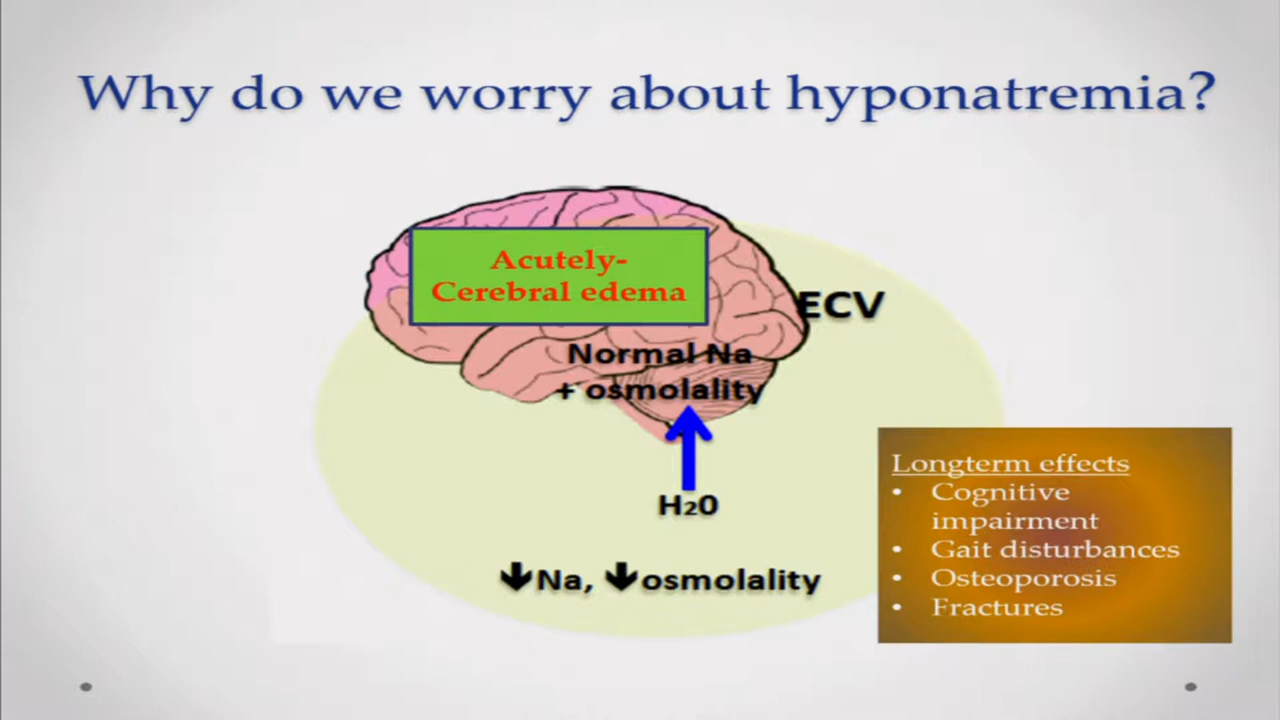 Why do we worry about hyponatremia?
Acutely-
Cerebral edema
ECV
Normal Na
+ osmolality
H₂0
🡇Na, 🡇osmolality
Longterm effects
• Cognitive
impairment
• Gait disturbances
• Osteoporosis
• Fractures